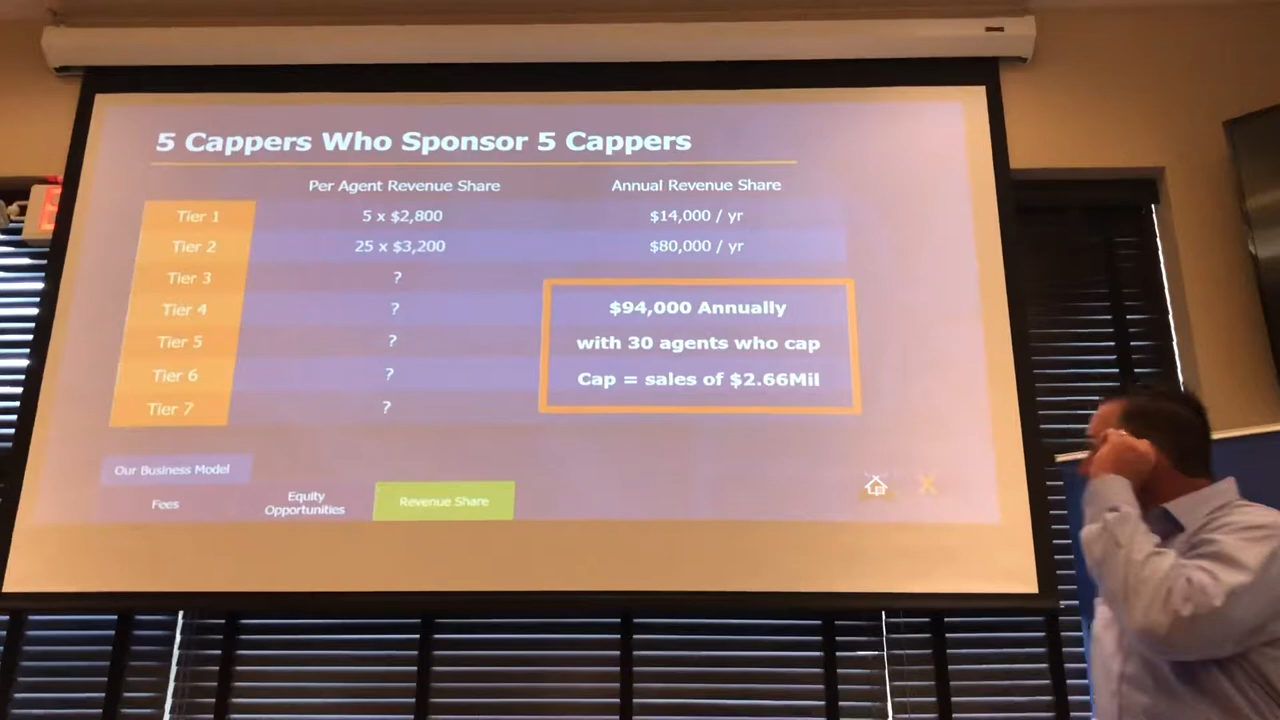 5 Cappers Who Sponsor 5 Cappers
Per Agent Revenue Share Annual Revenue Share
Tier 1 5 x $2,800 $14,000 / yr
Tier 2 25 x $3,200 $80,000 / yr
Tier 3 ?
Tier 4 ?
Tier 5 ?
Tier 6 ?
Tier 7 ?
$94,000 Annually
with 30 agents who cap
Cap = sales of $2.66Mil
Our Business Model
Fees
Equity
Opportunities
Revenue Share
X